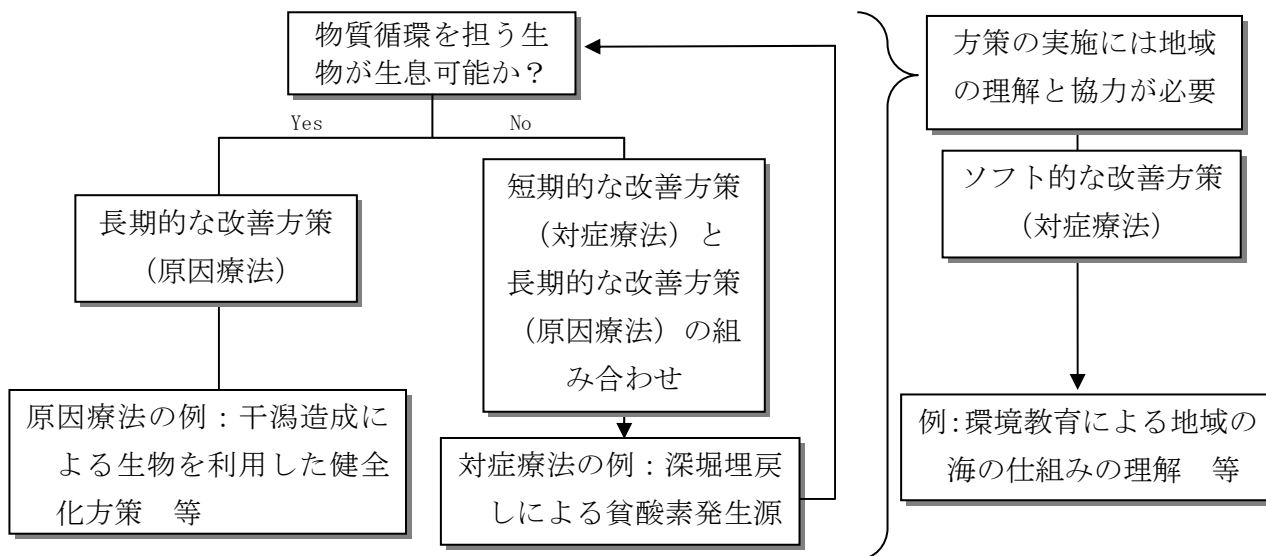 物質循環を担う生
物が生息可能か？
Yes
No
長期的な改善方策
（原因療法）
短期的な改善方策
（対症療法）と
長期的な改善方策
（原因療法）の組
み合わせ
原因療法の例：干潟造成に
よる生物を利用した健全
化方策　等
対症療法の例：深堀埋戻
しによる貧酸素発生源
方策の実施には地域
の理解と協力が必要
ソフト的な改善方策
（対症療法）
例：環境教育による地域の
海の仕組みの理解　等